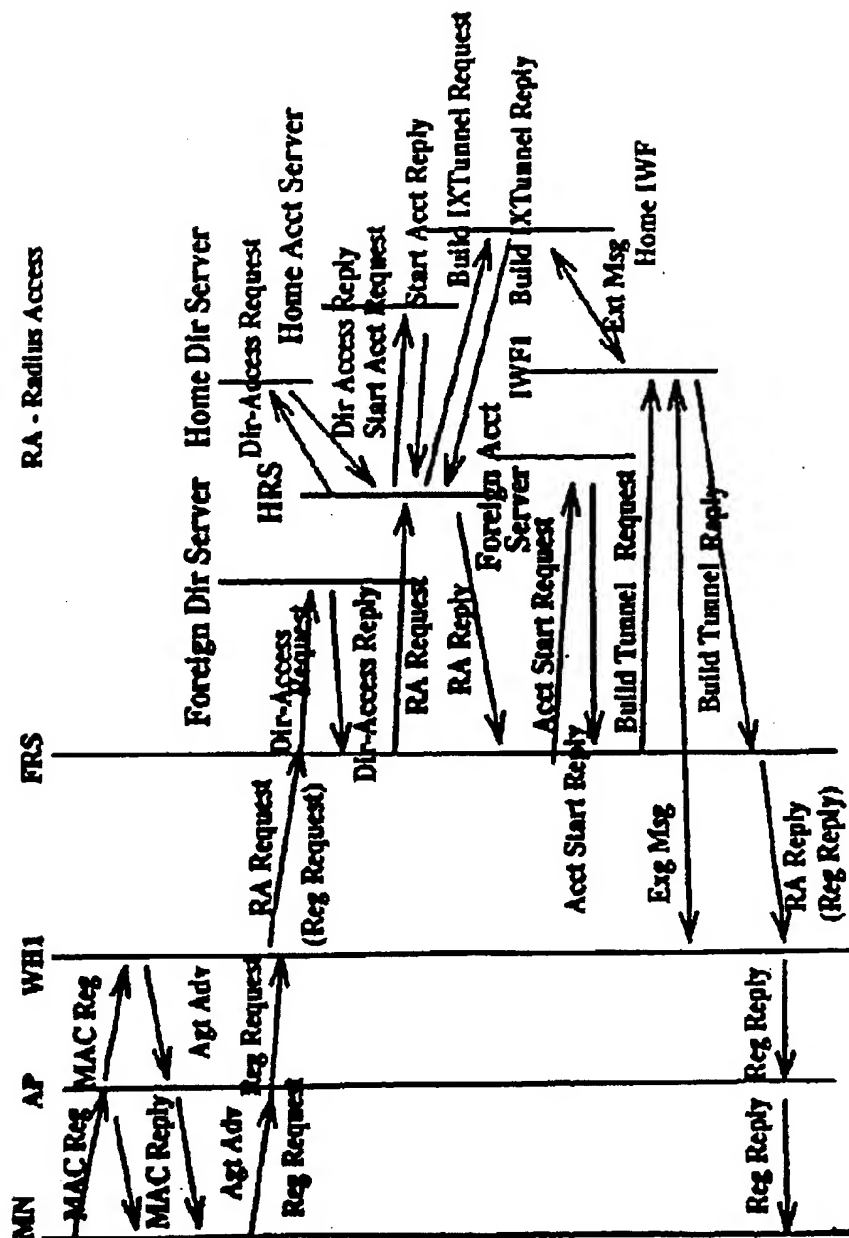 RA - Radius Access
MN
AP
WH1
FRS
Foreign Dir Server
HRS
Home Dir Server
Home Acct Server
MAC Reg
MAC Reg
MAC Reply
Agt Adv
Agt Adv
Reg Request
Reg Request
RA Request
(Reg Request)
Dir-Access
Request
Dir-Access Reply
RA Request
Dir-Access Request
Dir Access Reply
Start Acct Request
Start Acct Reply
Build IXTunnel Request
Build IXTunnel Reply
RA Reply
Foreign Acct
Server
IWF1
Home IWF
Ext Msg
Acct Start Request
Acct Start Reply
Build Tunnel Request
Exg Msg
Build Tunnel Reply
RA Reply
(Reg Reply)
Reg Reply
Reg Reply